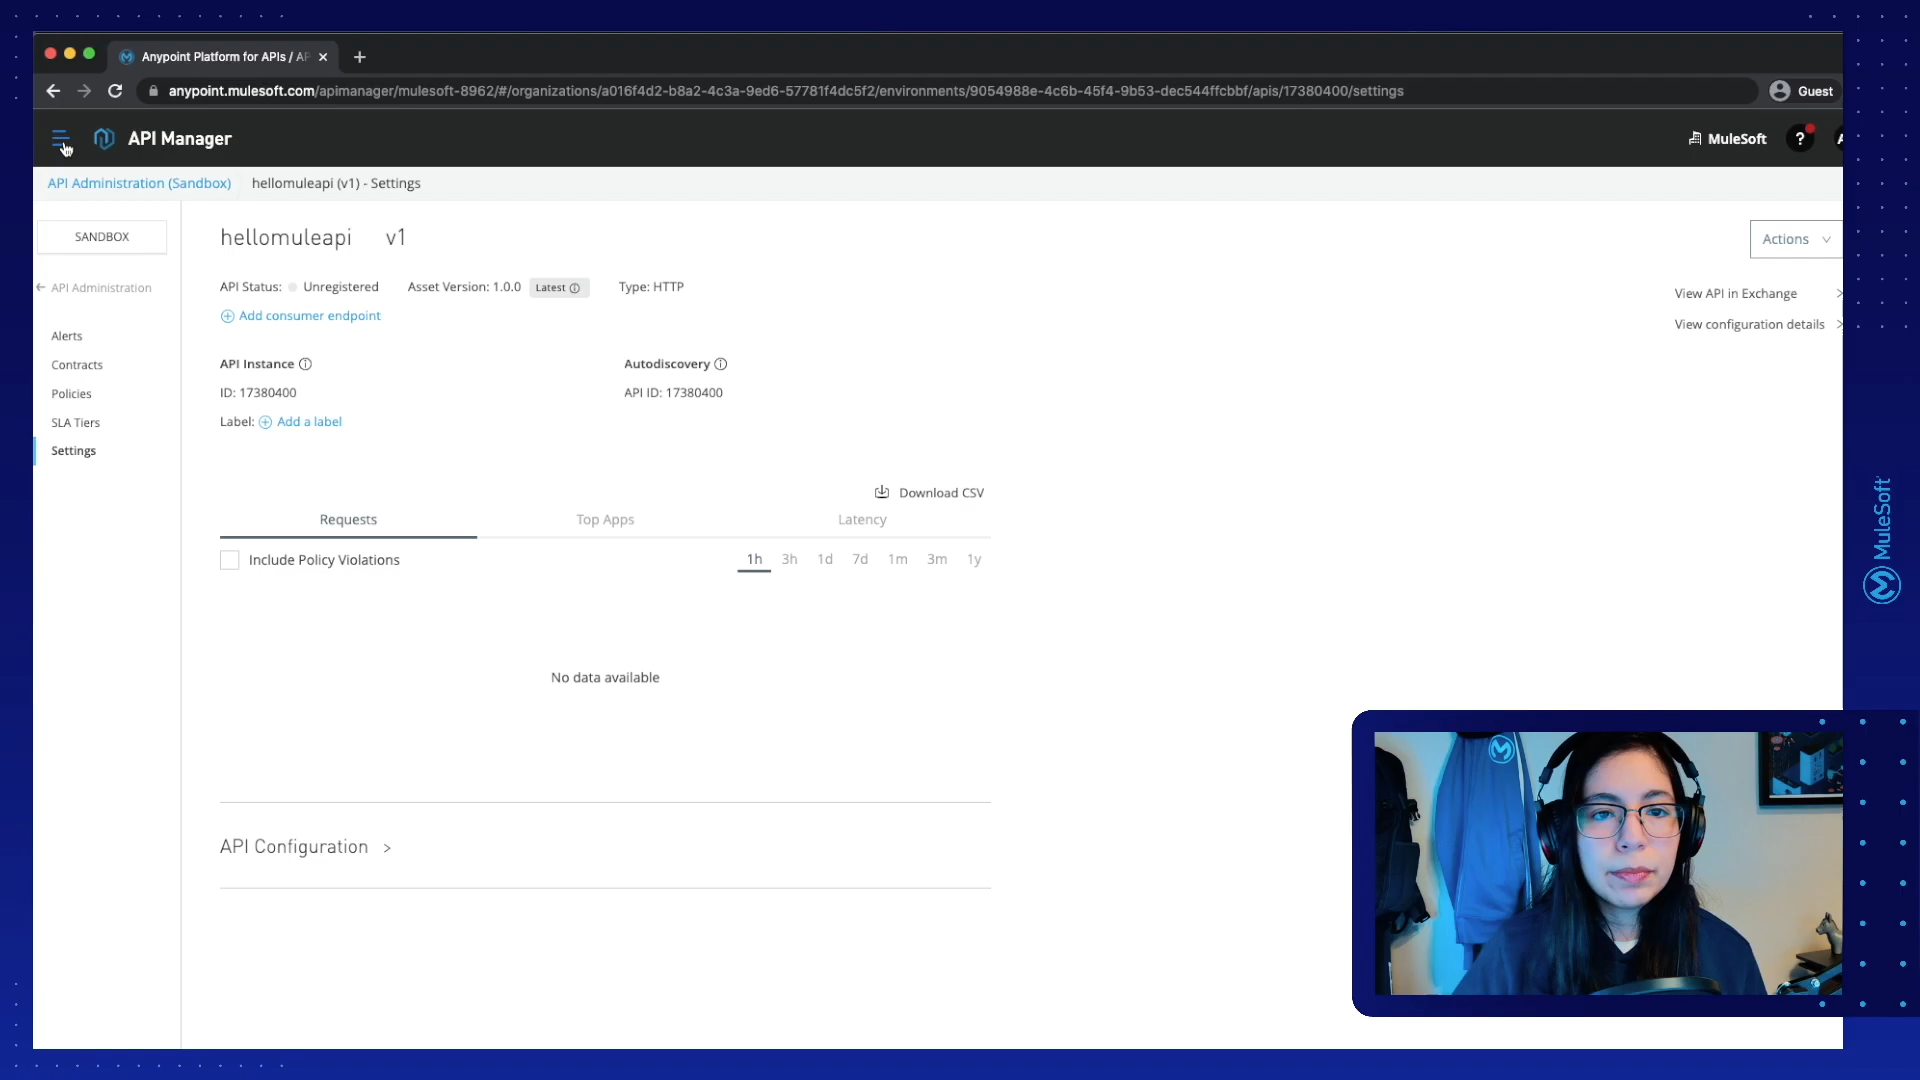 Anypoint Platform for APIs / AP
anypoint.mulesoft.com/apimanager/mulesoft-8962/#/organizations/a016f4d2-b8a2-4c3a-9ed6-57781f4dc5f2/environments/9054988e-4c6b-45f4-9b53-dec544ffcbbf/apis/17380400/settings
Guest
API Manager
MuleSoft
?
A
API Administration (Sandbox)
hellomuleapi (v1) - Settings
SANDBOX
API Administration
Alerts
Contracts
Policies
SLA Tiers
Settings
hellomuleapi v1
Actions
API Status: Unregistered Asset Version: 1.0.0 Latest Type: HTTP
Add consumer endpoint
View API in Exchange >
View configuration details >
API Instance
ID: 17380400
Label: Add a label
Autodiscovery
API ID: 17380400
Download CSV
Requests Top Apps Latency
Include Policy Violations
1h 3h 1d 7d 1m 3m 1y
No data available
API Configuration >
MuleSoft